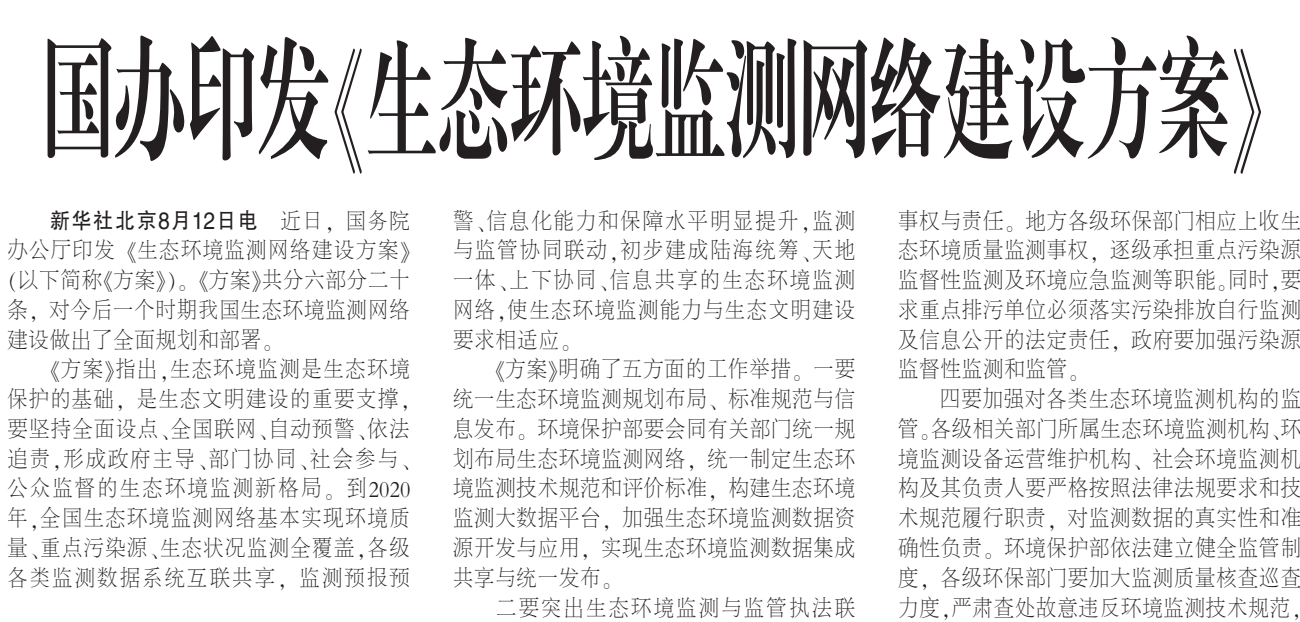 国办印发《生态环境监测网络建设方案》
新华社北京8月12日电 近日，国务院
办公厅印发《生态环境监测网络建设方案》
(以下简称《方案》)。《方案》共分六部分二十
条，对今后一个时期我国生态环境监测网络
建设做出了全面规划和部署。
《方案》指出,生态环境监测是生态环境
保护的基础，是生态文明建设的重要支撑，
要坚持全面设点、全国联网、自动预警、依法
追责,形成政府主导、部门协同、社会参与、
公众监督的生态环境监测新格局。到2020
年,全国生态环境监测网络基本实现环境质
量、重点污染源、生态状况监测全覆盖,各级
各类监测数据系统互联共享，监测预报预
警、信息化能力和保障水平明显提升,监测
与监管协同联动,初步建成陆海统筹、天地
一体、上下协同、信息共享的生态环境监测
网络,使生态环境监测能力与生态文明建设
要求相适应。
《方案》明确了五方面的工作举措。一要
统一生态环境监测规划布局、标准规范与信
息发布。环境保护部要会同有关部门统一规
划布局生态环境监测网络，统一制定生态环
境监测技术规范和评价标准，构建生态环境
监测大数据平台，加强生态环境监测数据资
源开发与应用，实现生态环境监测数据集成
共享与统一发布。
二要突出生态环境监测与监管执法联
事权与责任。地方各级环保部门相应上收生
态环境质量监测事权，逐级承担重点污染源
监督性监测及环境应急监测等职能。同时,要
求重点排污单位必须落实污染排放自行监测
及信息公开的法定责任，政府要加强污染源
监督性监测和监管。
四要加强对各类生态环境监测机构的监
管。各级相关部门所属生态环境监测机构、环
境监测设备运营维护机构、社会环境监测机
构及其负责人要严格按照法律法规要求和技
术规范履行职责，对监测数据的真实性和准
确性负责。环境保护部依法建立健全监管制
度，各级环保部门要加大监测质量核查巡查
力度,严肃查处故意违反环境监测技术规范，